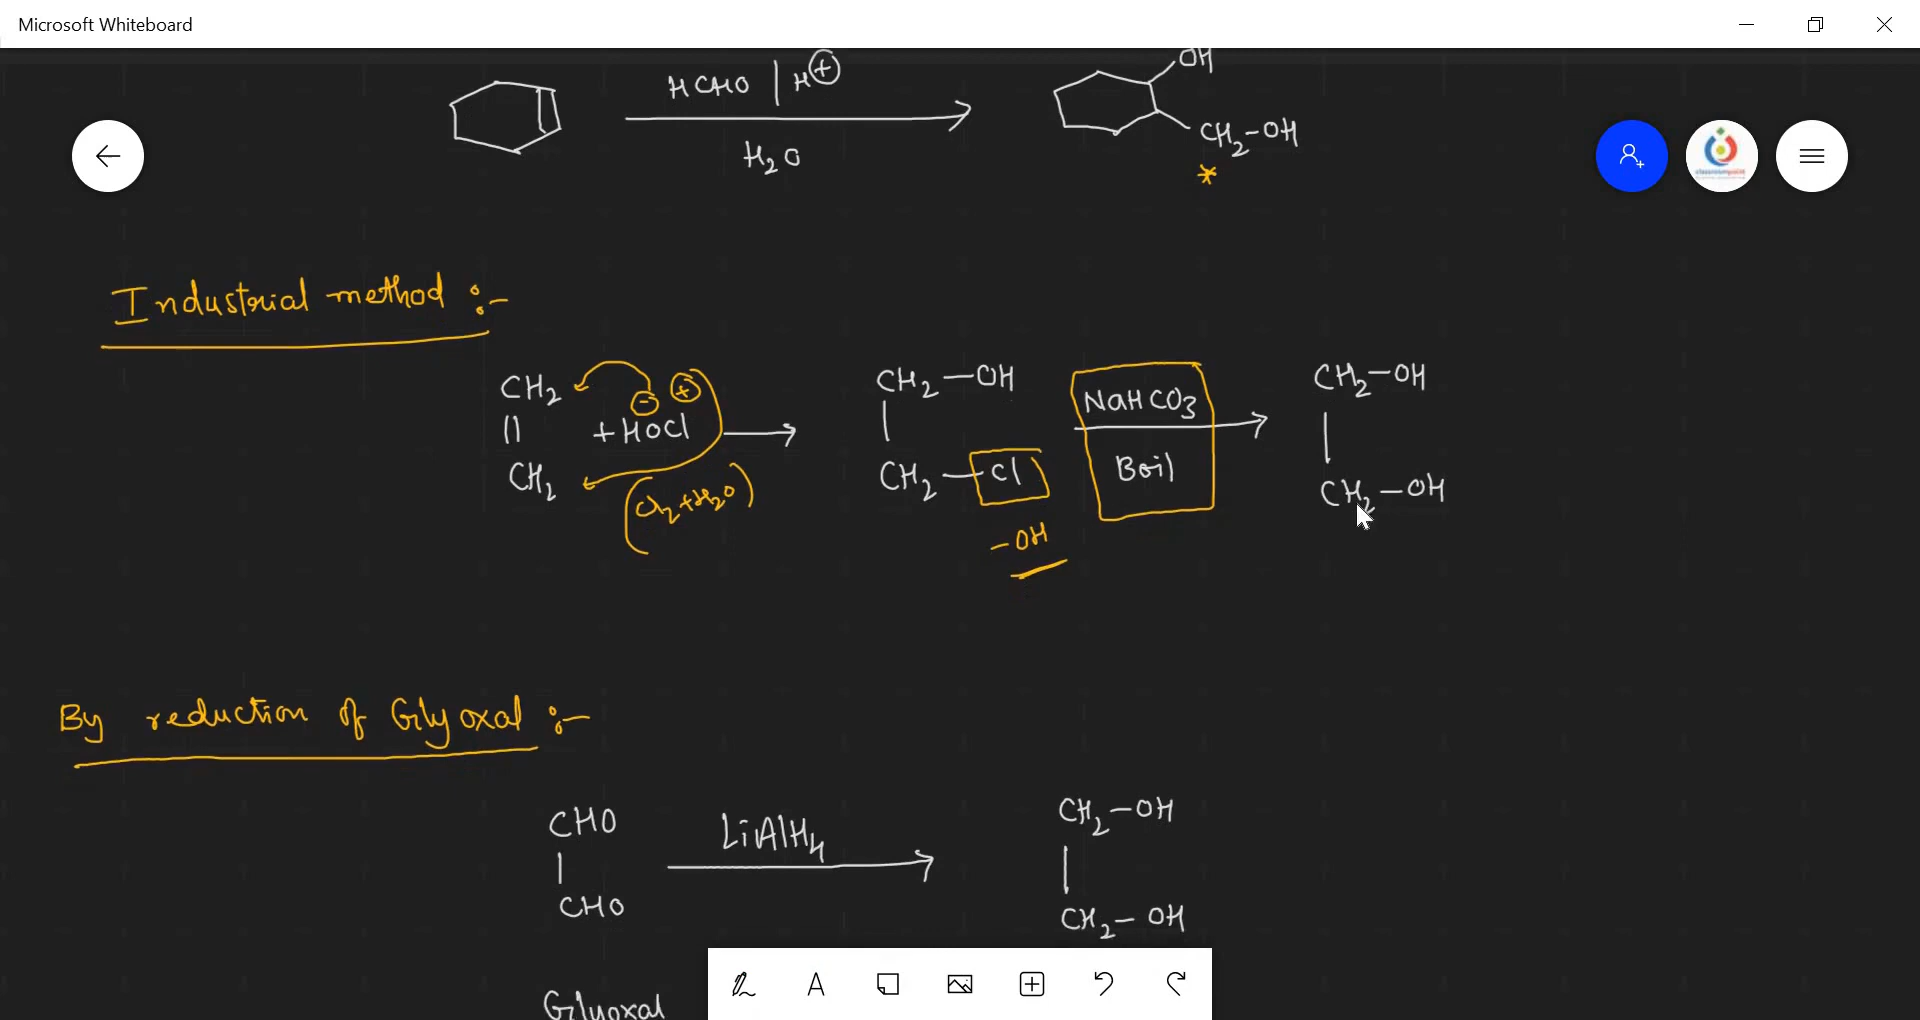 Microsoft Whiteboard
OH
HCHO | H⊕
H₂O
CH₂-OH
*
Industrial method :-
CH₂
||
CH₂
⊖ ⊕
+ HOCl
(Cl₂+H₂O)
CH₂-OH
|
CH₂-Cl
-OH
NaHCO3
Boil
CH₂-OH
|
CH₂-OH
By reduction of Glyoxal :-
CHO
|
CHO
LiAlH₄
CH₂-OH
|
CH₂-OH
Glyoxal
A